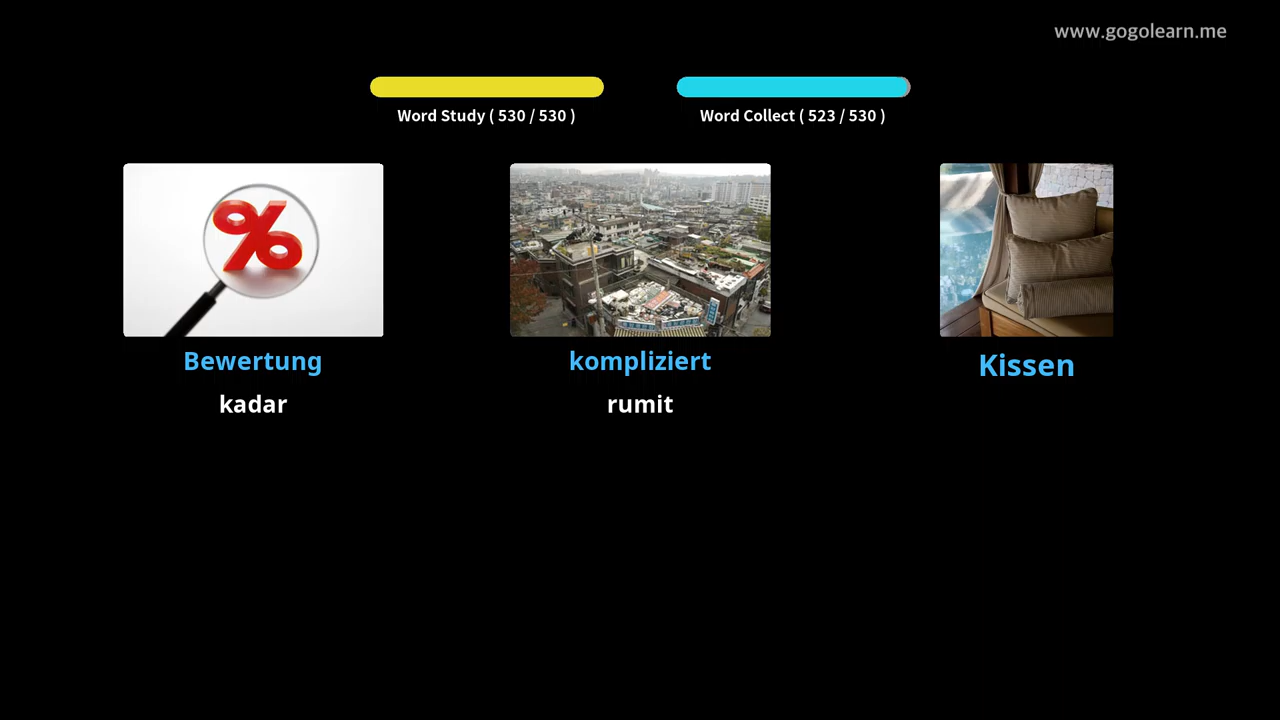 www.gogolearn.me
Word Study ( 530 / 530 )
Word Collect ( 523 / 530 )
%
Bewertung
kompliziert
Kissen
kadar
rumit